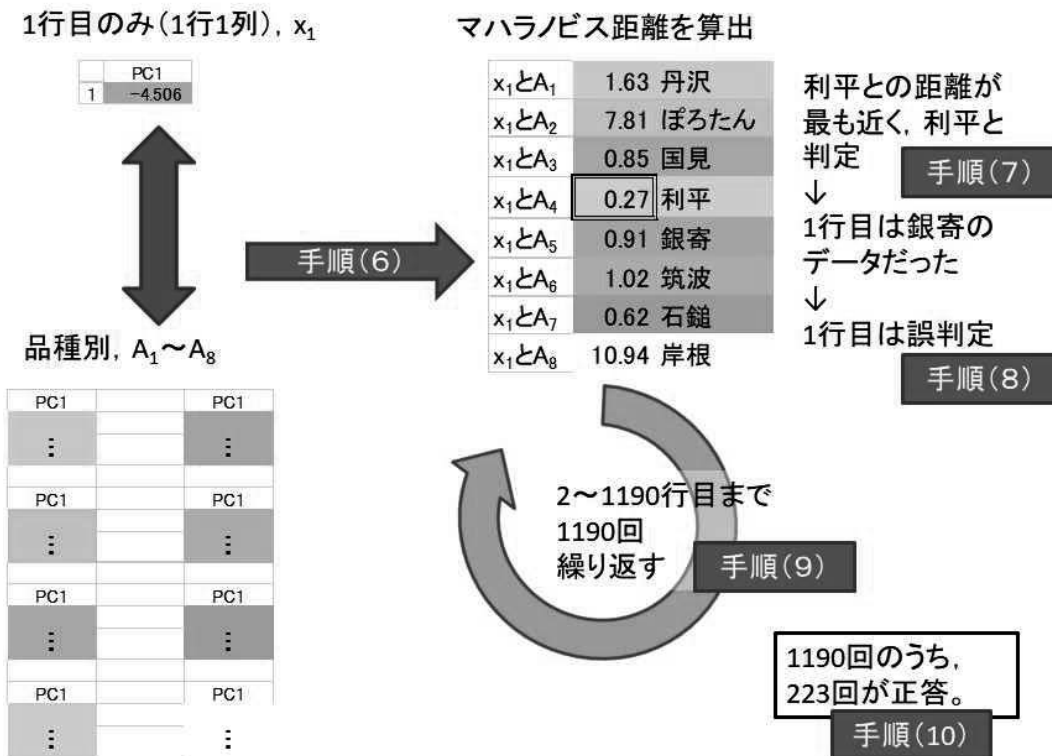 1行目のみ(1行1列), x₁
PC1
1 −4.506
マハラノビス距離を算出
x₁とA₁ 1.63 丹沢
x₁とA₂ 7.81 ぽろたん
x₁とA₃ 0.85 国見
x₁とA₄ 0.27 利平
x₁とA₅ 0.91 銀寄
x₁とA₆ 1.02 筑波
x₁とA₇ 0.62 石鎚
x₁とA₈ 10.94 岸根
利平との距離が
最も近く, 利平と
判定
手順(7)
↓
1行目は銀寄の
データだった
↓
1行目は誤判定
手順(8)
手順(6)
品種別, A₁～A₈
PC1 PC1
⋮ ⋮
PC1 PC1
⋮ ⋮
PC1 PC1
⋮ ⋮
PC1 PC1
⋮ ⋮
2～1190行目まで
1190回
繰り返す
手順(9)
1190回のうち,
223回が正答。
手順(10)